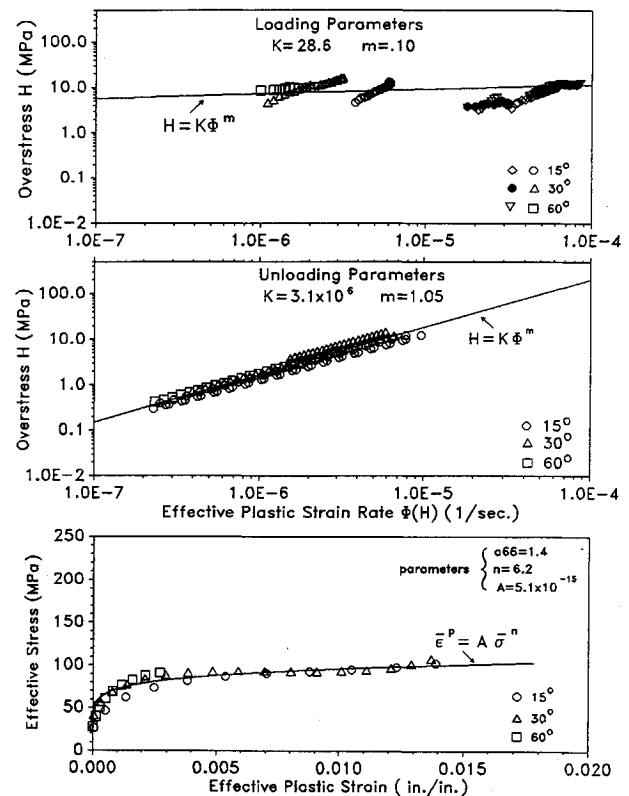 Loading Parameters
K=28.6 m=.10
Overstress H (MPa)
100.0
10.0
1.0
0.1
1.0E-2
H=KΦᵐ
◇ ○ 15°
● △ 30°
▽ □ 60°
1.0E-7 1.0E-6 1.0E-5 1.0E-4
Unloading Parameters
K=3.1x10⁶ m=1.05
Overstress H (MPa)
100.0
10.0
1.0
0.1
1.0E-2
H=KΦᵐ
○ 15°
△ 30°
□ 60°
1.0E-7 1.0E-6 1.0E-5 1.0E-4
Effective Plastic Strain Rate Φ(H) (1/sec.)
Effective Stress (MPa)
250
200
150
100
50
0
parameters { a66=1.4
n=6.2
A=5.1x10⁻¹⁵
ε̄ᵖ= A σ̄ⁿ
○ 15°
△ 30°
□ 60°
0.000 0.005 0.010 0.015 0.020
Effective Plastic Strain (in./in.)